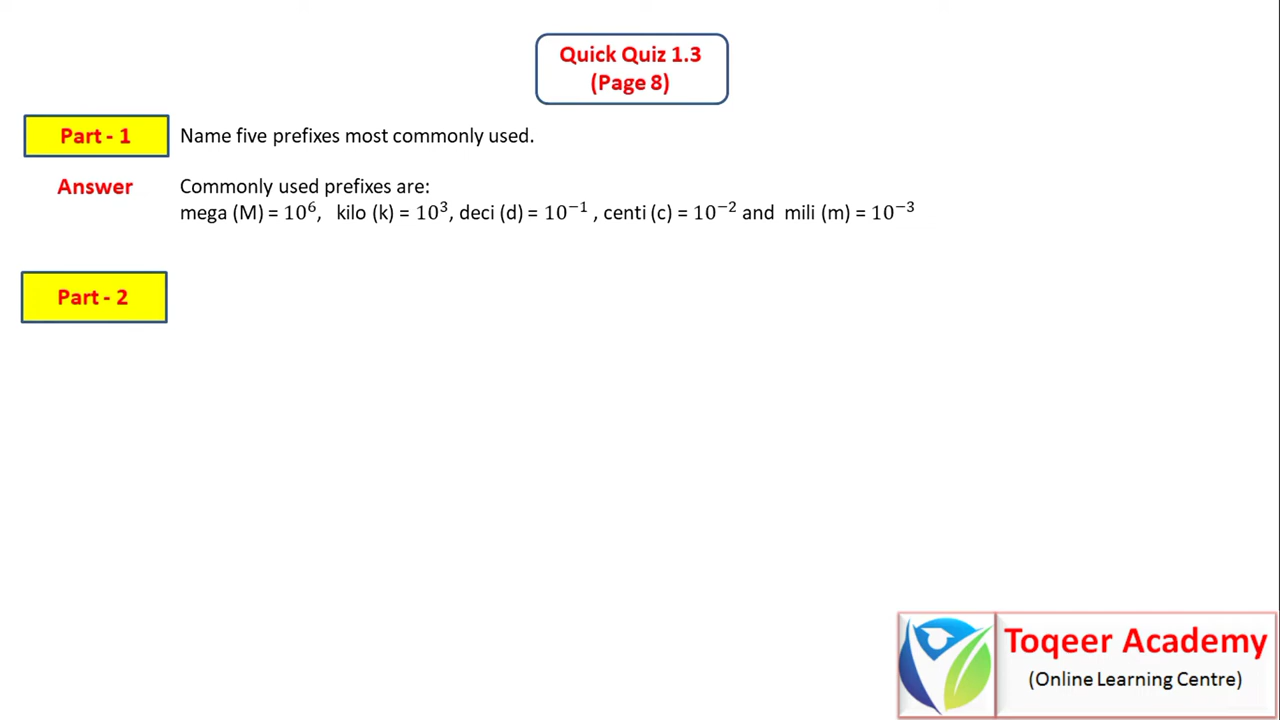 Quick Quiz 1.3
(Page 8)
Part - 1
Name five prefixes most commonly used.
Answer
Commonly used prefixes are:
mega (M) = 10⁶, kilo (k) = 10³, deci (d) = 10⁻¹ , centi (c) = 10⁻² and mili (m) = 10⁻³
Part - 2
Toqeer Academy
(Online Learning Centre)